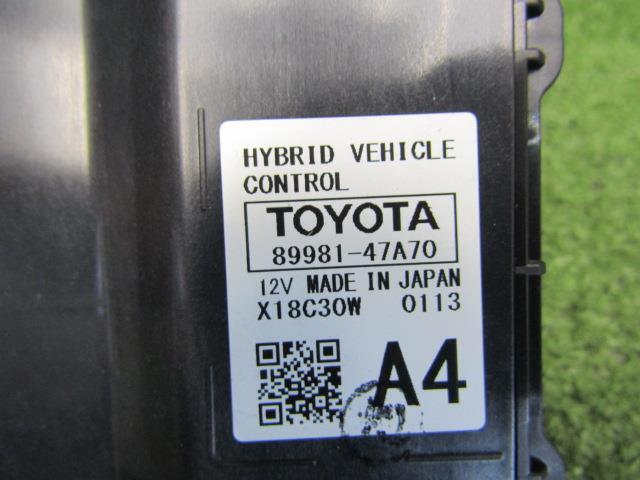 HYBRID VEHICLE
CONTROL
TOYOTA
89981-47A70
12V MADE IN JAPAN
X18C30W 0113
A4